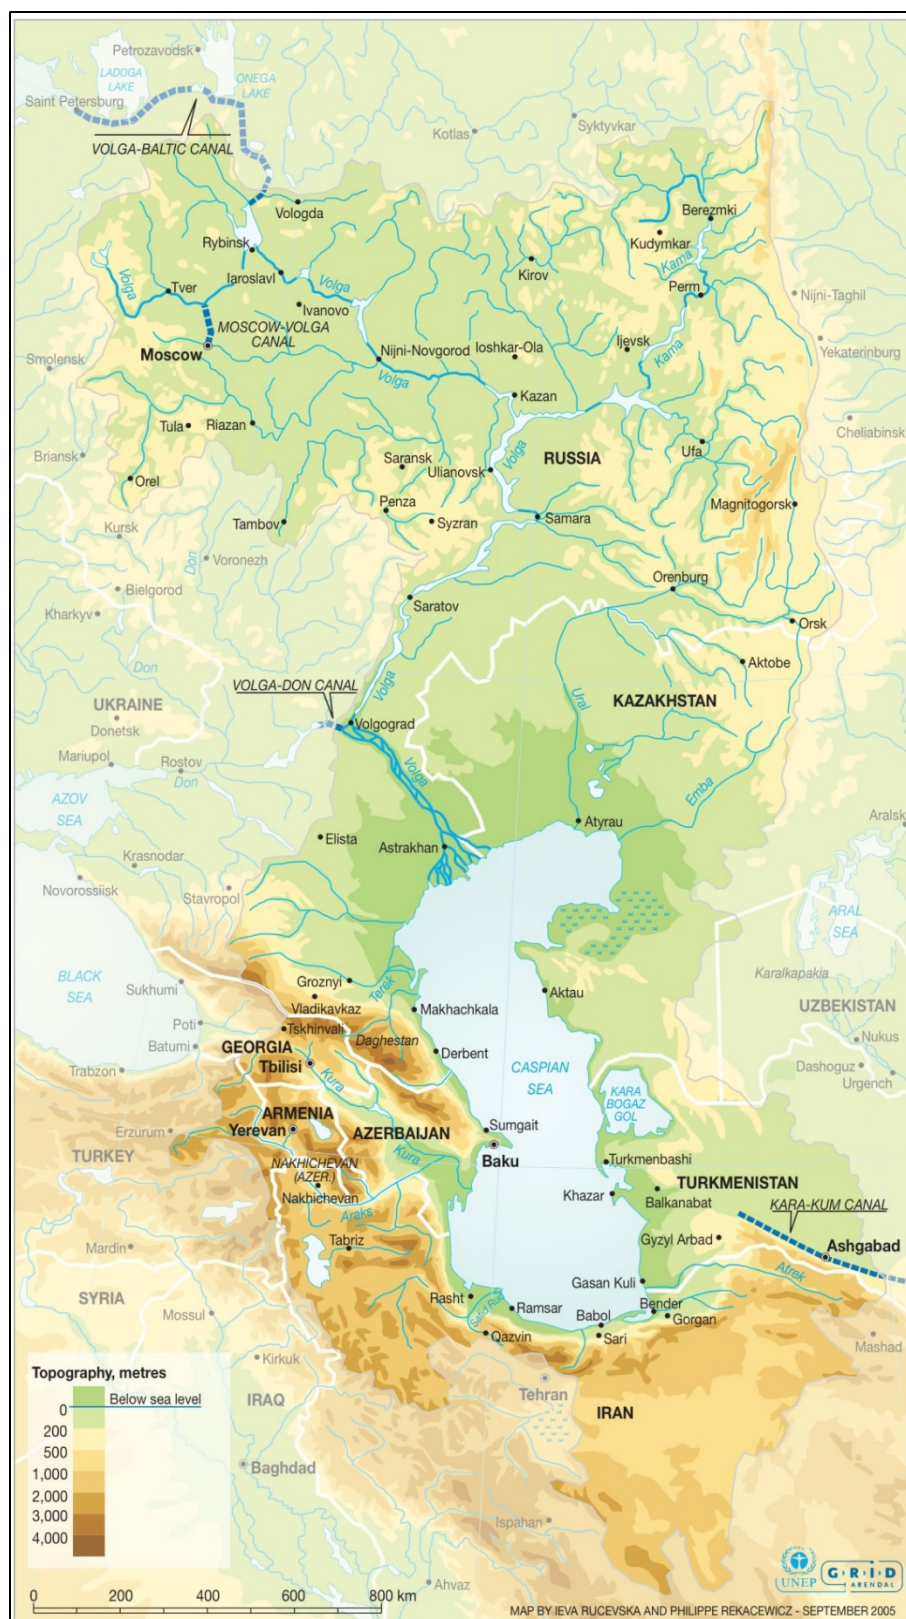 Petrozavodsk
LADOGA
LAKE
ONEGA
LAKE
Saint Petersburg
VOLGA-BALTIC CANAL
Kotlas
Syktyvkar
Vologda
Berezmki
Rybinsk
Kudymkar
Kama
Volga
Iaroslavl
Volga
Kirov
Tver
Perm
Nijni-Taghil
Ivanovo
MOSCOW-VOLGA
CANAL
Moscow
Nijni-Novgorod
Ioshkar-Ola
Ijevsk
Kama
Yekaterinburg
Smolensk
Volga
Kazan
Tula
Riazan
Cheliabinsk
Volga
RUSSIA
Ufa
Briansk
Saransk
Ulianovsk
Orel
Penza
Magnitogorsk
Tambov
Syzran
Samara
Kursk
Don
Voronezh
Orenburg
Bielgorod
Saratov
Kharkyv
Orsk
Don
Aktobe
VOLGA-DON CANAL
Volga
Ural
KAZAKHSTAN
UKRAINE
Donetsk
Volgograd
Mariupol
Rostov
Don
Volga
Emba
AZOV
SEA
Atyrau
Aralsk
Elista
Astrakhan
Krasnodar
Novorossiisk
Stavropol
ARAL
SEA
BLACK
SEA
Sukhumi
Groznyi
Terek
Aktau
Karalkapakia
Vladikavkaz
Makhachkala
UZBEKISTAN
Poti
Tskhinvali
Daghestan
Nukus
Batumi
GEORGIA
Derbent
Trabzon
Tbilisi
CASPIAN
SEA
Dashoguz
Urgench
Kura
KARA
BOGAZ
GOL
ARMENIA
Erzurum
Yerevan
AZERBAIJAN
Sumgait
TURKEY
Kura
Baku
NAKHICHEVAN
(AZER.)
Turkmenbashi
TURKMENISTAN
Nakhichevan
Khazar
Balkanabat
KARA-KUM CANAL
Araks
Mardin
Tabriz
Gyzyl Arbad
Ashgabad
Gasan Kuli
Atrek
SYRIA
Rasht
Mossul
Ramsar
Babol
Bender
Gorgan
Qazvin
Sari
Mashad
Kirkuk
Topography, metres
Below sea level
0
200
500
1,000
2,000
3,000
4,000
IRAQ
Tehran
IRAN
Baghdad
Ispahan
Ahvaz
UNEP
GRID
ARENDAL
0 200 400 600 800 km
MAP BY IEVA RUCEVSKA AND PHILIPPE REKACEWICZ - SEPTEMBER 2005